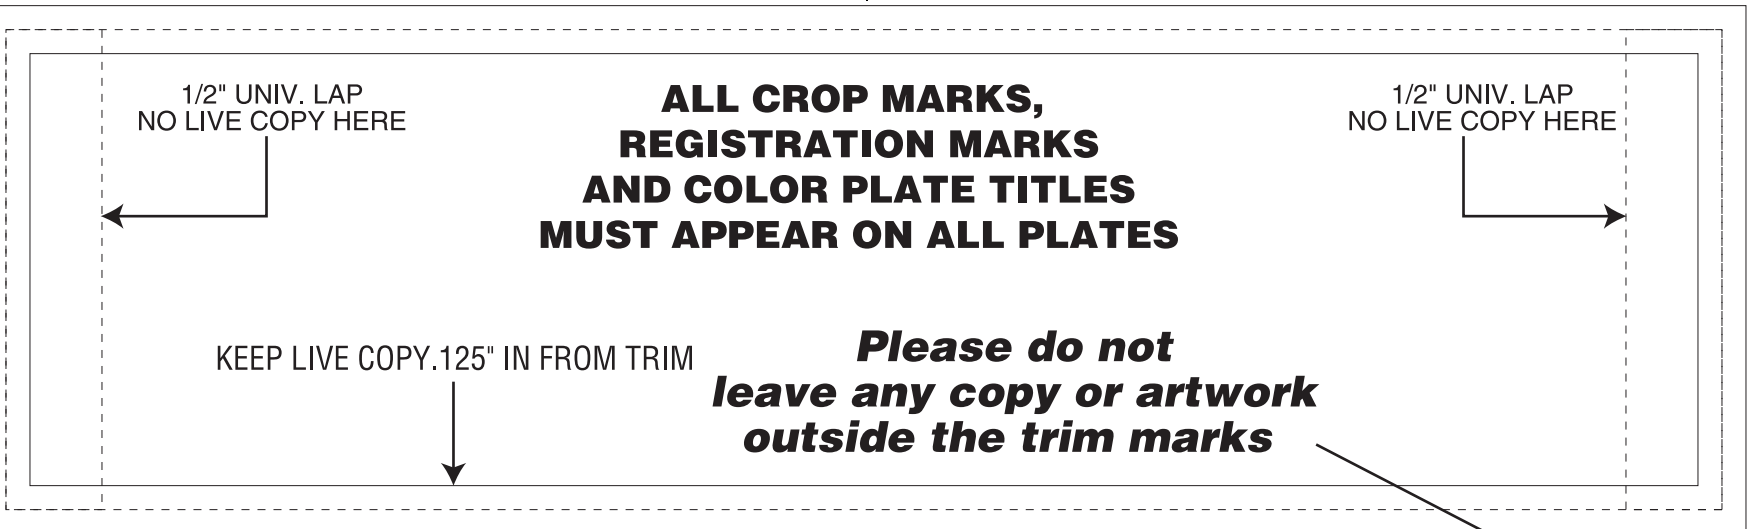 1/2" UNIV. LAP
NO LIVE COPY HERE
ALL CROP MARKS,
REGISTRATION MARKS
AND COLOR PLATE TITLES
MUST APPEAR ON ALL PLATES
1/2" UNIV. LAP
NO LIVE COPY HERE
KEEP LIVE COPY.125" IN FROM TRIM
Please do not
leave any copy or artwork
outside the trim marks